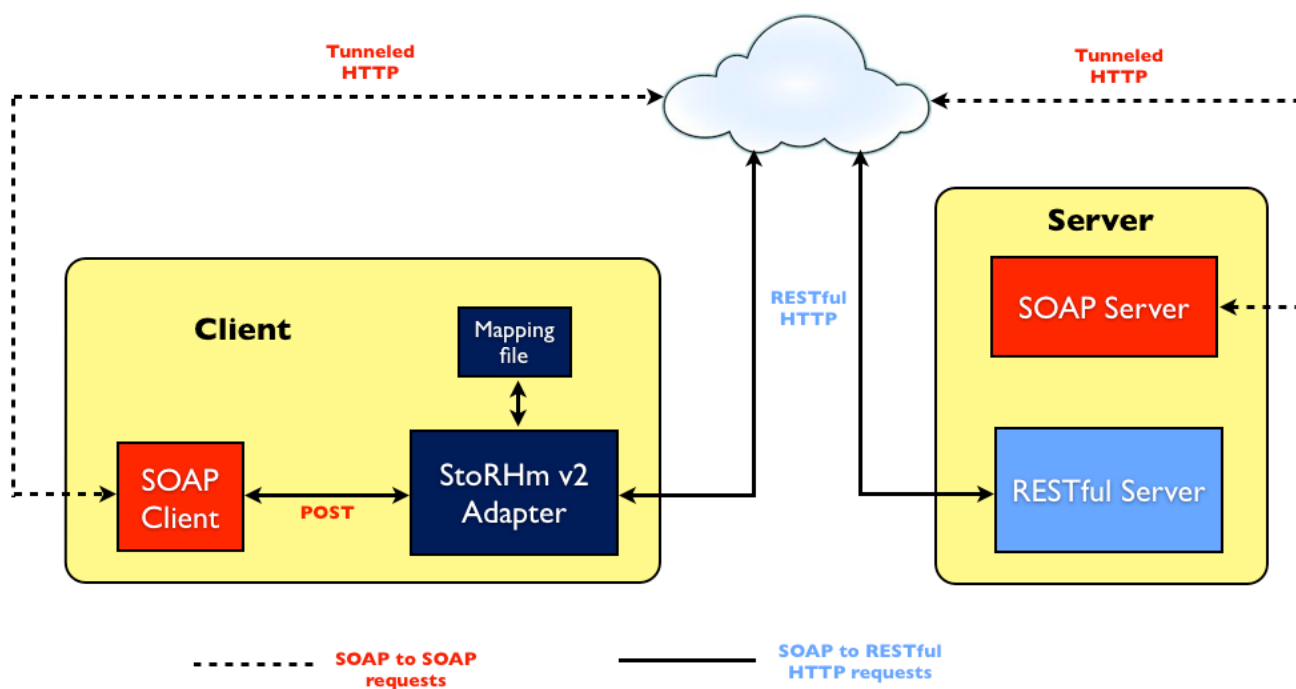 Tunneled
HTTP
Tunneled
HTTP
Server
SOAP Server
RESTful
HTTP
Client
Mapping
file
SOAP
Client
POST
StoRHm v2
Adapter
RESTful Server
SOAP to SOAP
requests
SOAP to RESTful
HTTP requests